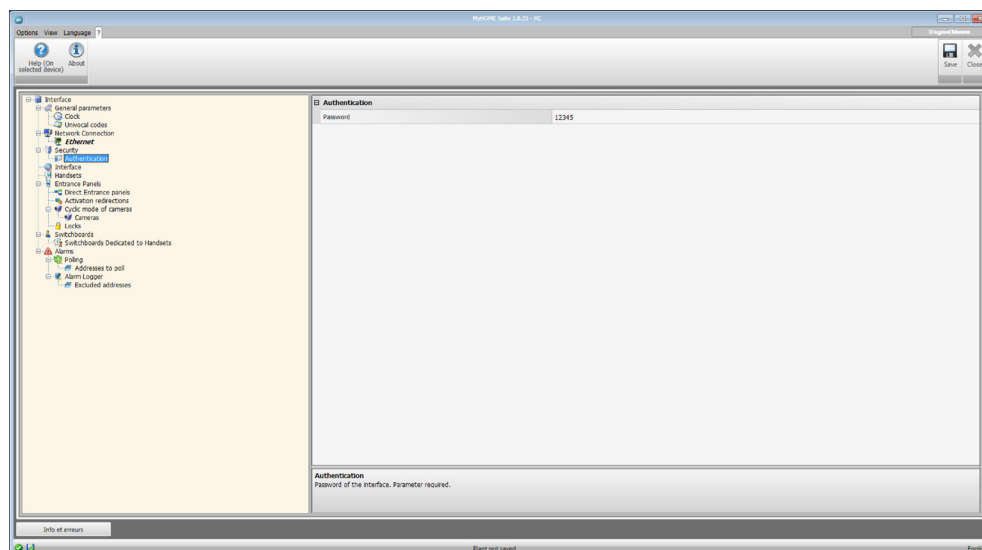 MyHOME Suite 1.0.25 - PIC
Options View Language ?
Help (On selected device)
About
Save
Close
Interface
General parameters
Clock
Univocal codes
Network Connection
Ethernet
Security
Authentication
Interface
Handsets
Entrance Panels
Direct Entrance panels
Activation redirections
Cyclic mode of cameras
Cameras
Locks
Switchboards
Switchboards Dedicated to Handsets
Alarms
Polling
Addresses to poll
Alarm Logger
Excluded addresses
Authentication
Password 12345
Authentication
Password of the interface. Parameter required.
Info et erreurs
Plant not saved